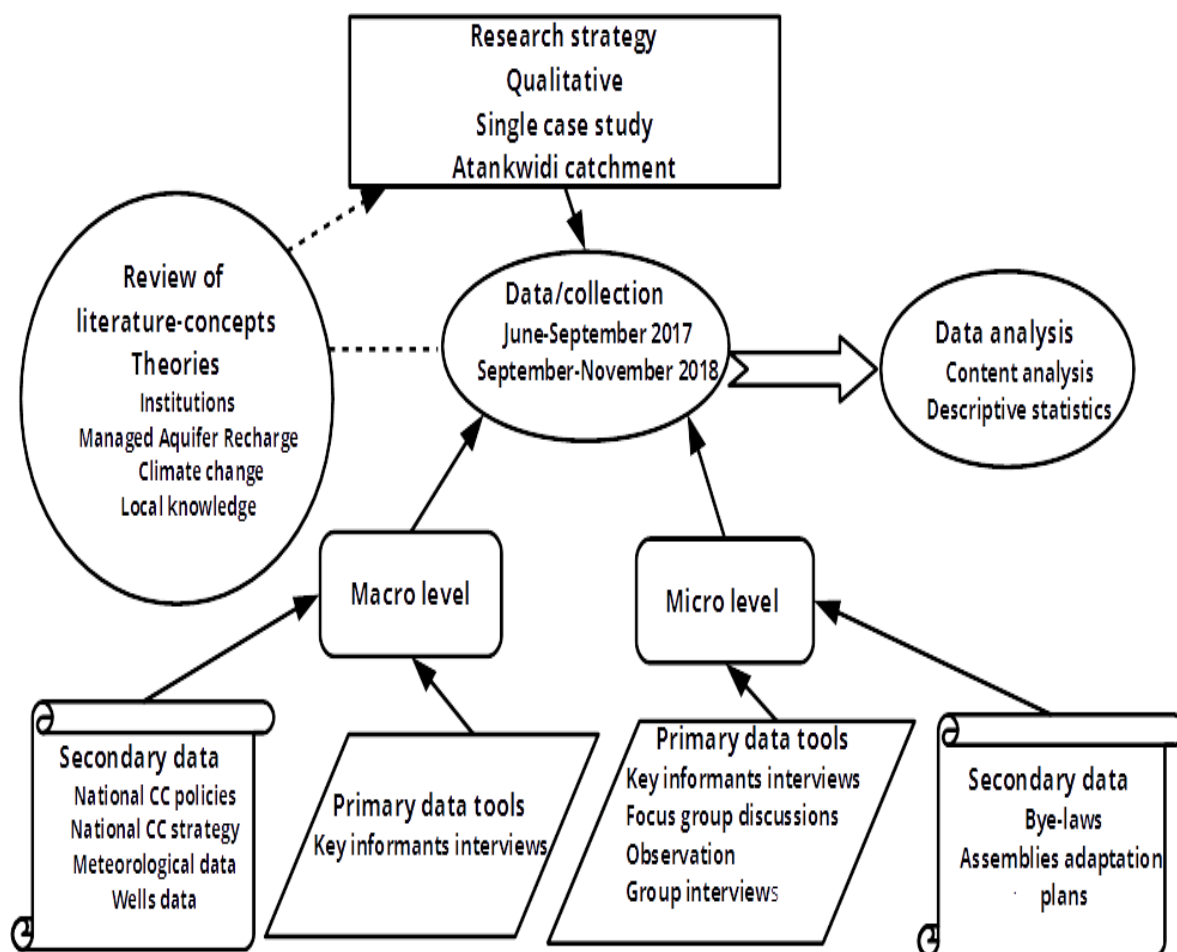 Research strategy
Qualitative
Single case study
Atankwidi catchment
Review of
literature-concepts
Theories
Institutions
Managed Aquifer Recharge
Climate change
Local knowledge
Data/collection
June-September 2017
September-November 2018
Data analysis
Content analysis
Descriptive statistics
Macro level
Micro level
Secondary data
National CC policies
National CC strategy
Meteorological data
Wells data
Primary data tools
Key informants interviews
Primary data tools
Key informants interviews
Focus group discussions
Observation
Group interviews
Secondary data
Bye-laws
Assemblies adaptation
plans